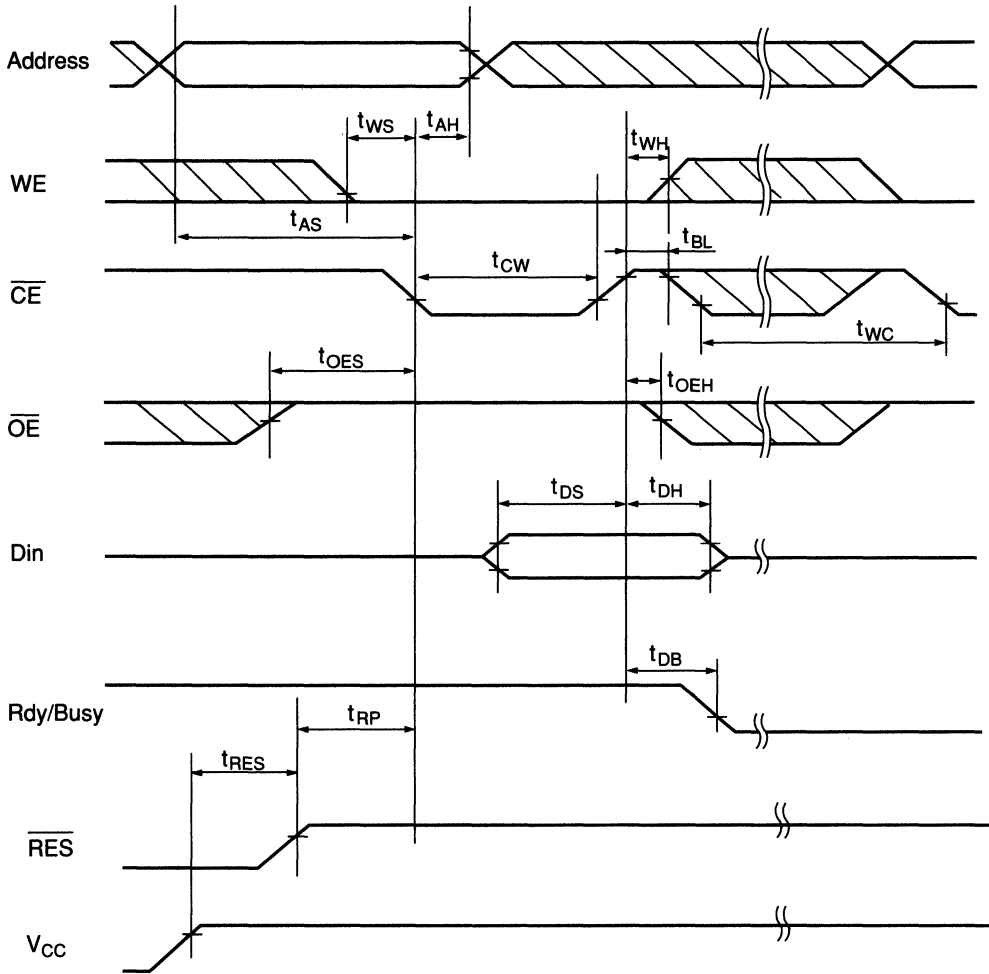 Address
tWS
tAH
tWH
WE
tAS
tBL
tCW
CE
tWC
tOES
tOEH
OE
tDS
tDH
Din
tDB
Rdy/Busy
tRP
tRES
RES
VCC